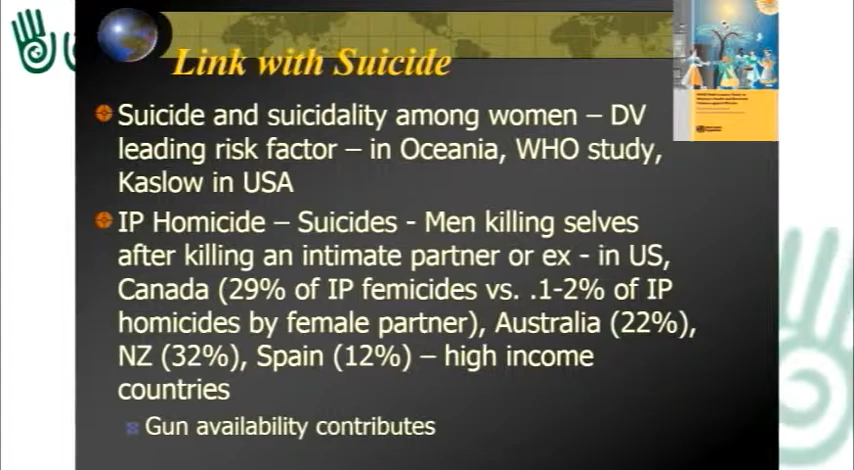 Link with Suicide
Suicide and suicidality among women – DV
leading risk factor – in Oceania, WHO study,
Kaslow in USA
IP Homicide – Suicides - Men killing selves
after killing an intimate partner or ex - in US,
Canada (29% of IP femicides vs. .1-2% of IP
homicides by female partner), Australia (22%),
NZ (32%), Spain (12%) – high income
countries
Gun availability contributes